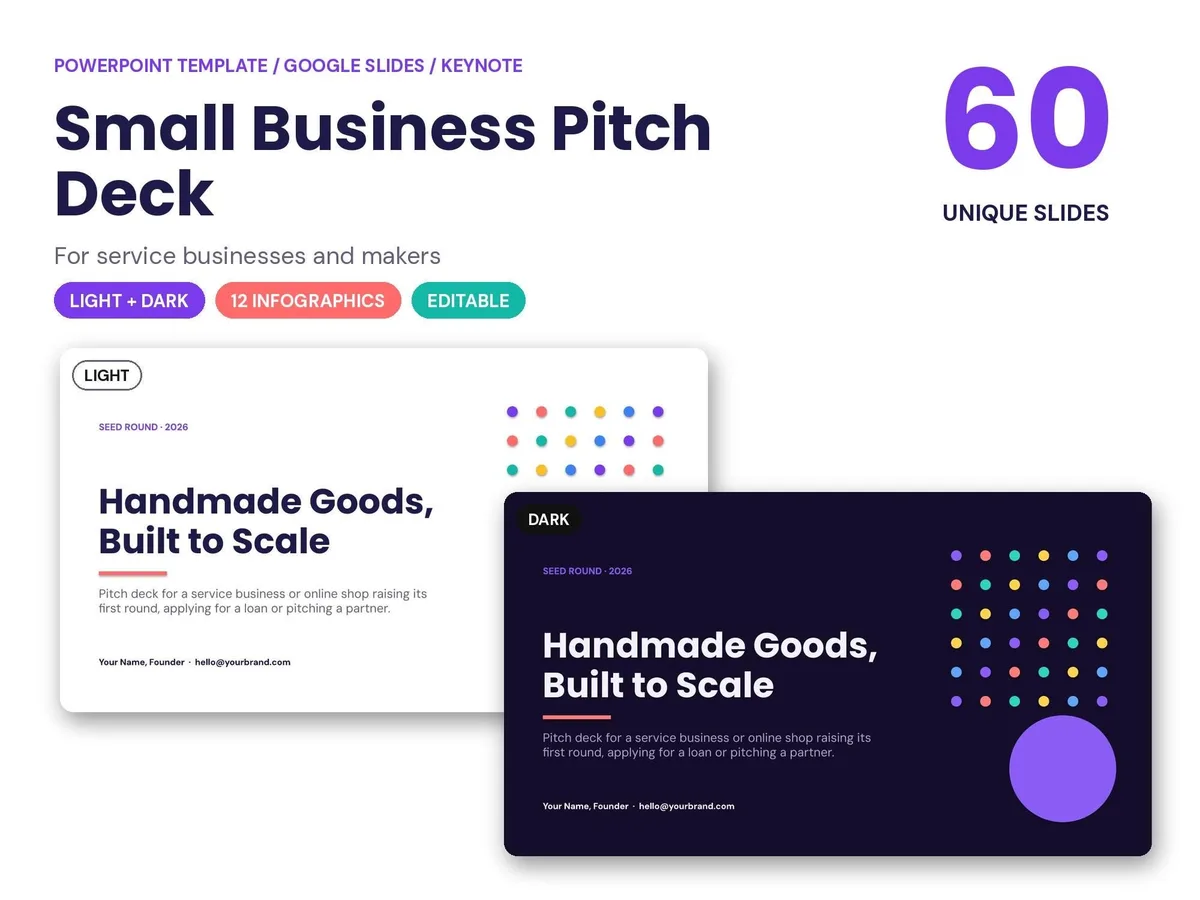 POWERPOINT TEMPLATE / GOOGLE SLIDES / KEYNOTE
Small Business Pitch
Deck
For service businesses and makers
LIGHT + DARK
12 INFOGRAPHICS
EDITABLE
60
UNIQUE SLIDES
LIGHT
SEED ROUND · 2026
Handmade Goods,
Built to Scale
Pitch deck for a service business or online shop raising its
first round, applying for a loan or pitching a partner.
Your Name, Founder · hello@yourbrand.com
DARK
SEED ROUND · 2026
Handmade Goods,
Built to Scale
Pitch deck for a service business or online shop raising its
first round, applying for a loan or pitching a partner.
Your Name, Founder · hello@yourbrand.com